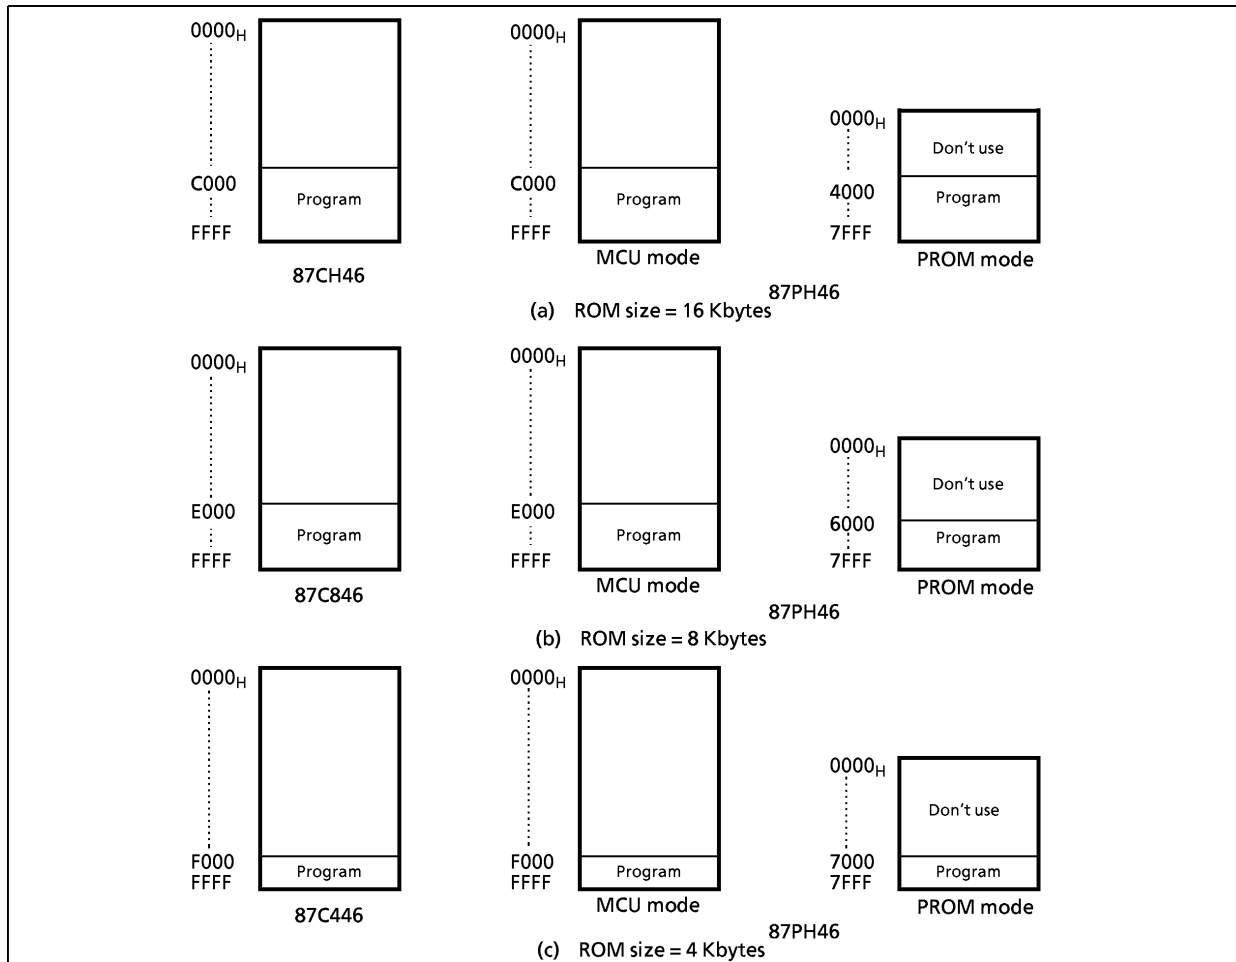 0000H
C000
FFFF
Program
87CH46
0000H
C000
FFFF
Program
MCU mode
0000H
4000
7FFF
Don't use
Program
PROM mode
87PH46
(a) ROM size = 16 Kbytes
0000H
E000
FFFF
Program
87C846
0000H
E000
FFFF
Program
MCU mode
0000H
6000
7FFF
Don't use
Program
PROM mode
87PH46
(b) ROM size = 8 Kbytes
0000H
F000
FFFF
Program
87C446
0000H
F000
FFFF
Program
MCU mode
0000H
7000
7FFF
Don't use
Program
PROM mode
87PH46
(c) ROM size = 4 Kbytes